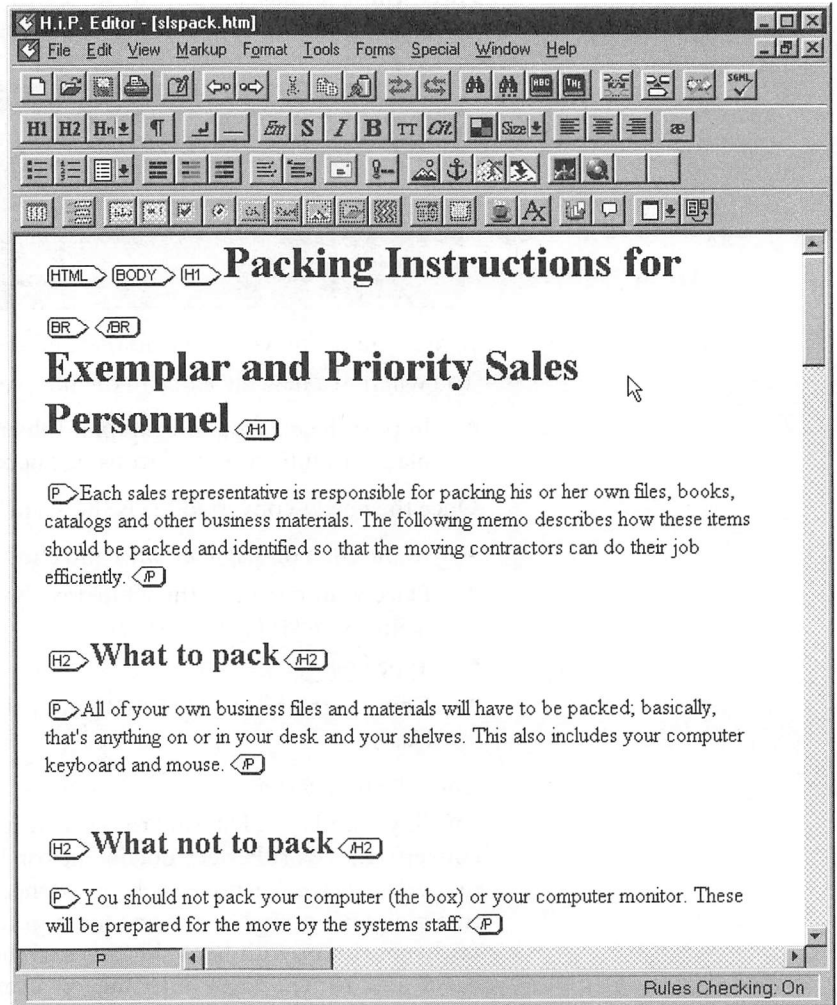 H.i.P. Editor - [slspack.htm]
File Edit View Markup Format Tools Forms Special Window Help
ABC THE SGML
H1 H2 Hn ¶ Em S I B TT Cit. Size æ
HTML BODY H1 Packing Instructions for
BR /BR
Exemplar and Priority Sales
Personnel /H1
P Each sales representative is responsible for packing his or her own files, books,
catalogs and other business materials. The following memo describes how these items
should be packed and identified so that the moving contractors can do their job
efficiently. /P
H2 What to pack /H2
P All of your own business files and materials will have to be packed; basically,
that's anything on or in your desk and your shelves. This also includes your computer
keyboard and mouse. /P
H2 What not to pack /H2
P You should not pack your computer (the box) or your computer monitor. These
will be prepared for the move by the systems staff. /P
P
Rules Checking: On